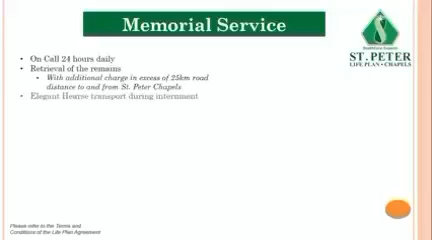 Memorial Service
ST. PETER
LIFE PLAN • CHAPELS
• On Call 24 hours daily
• Retrieval of the remains
• With additional charge in excess of 25km road
distance to and from St. Peter Chapels
• Elegant Hearse transport during internment
Please refer to the Terms and
Conditions of the Life Plan Agreement